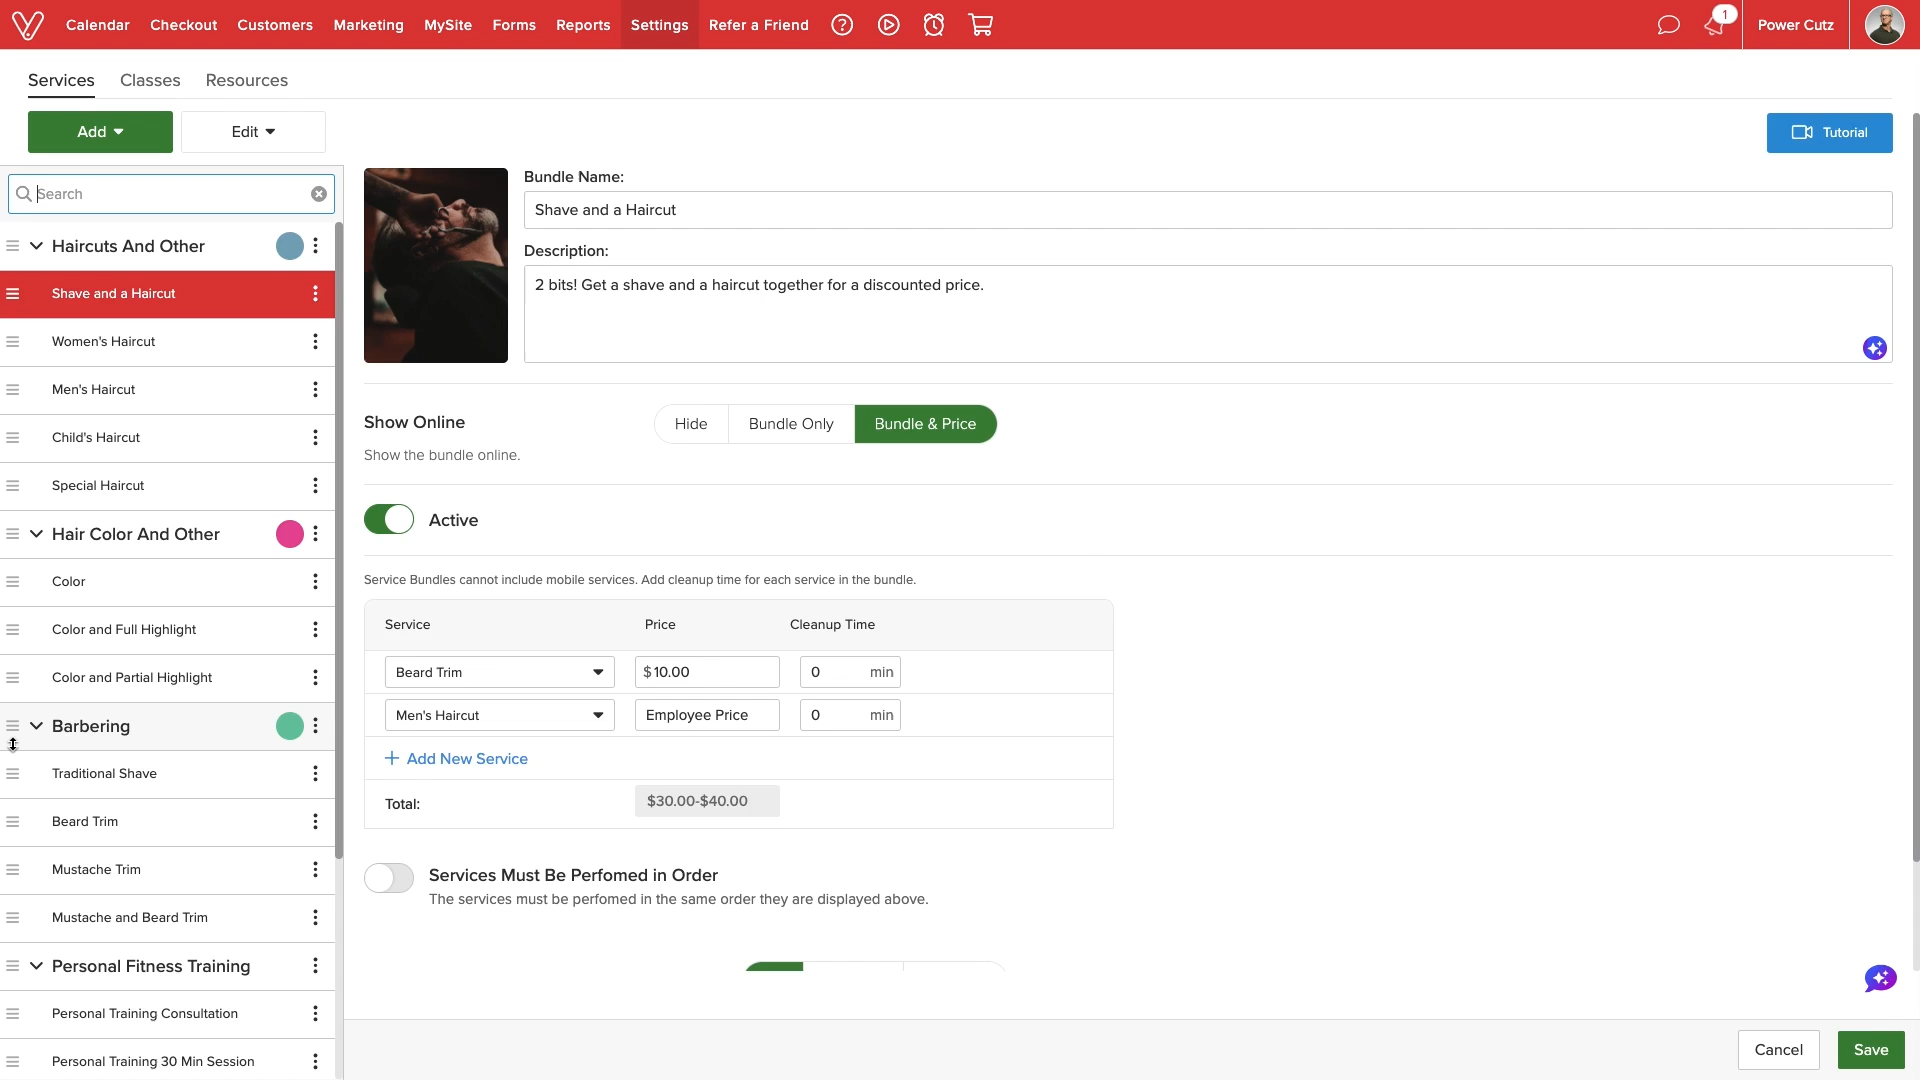 Calendar Checkout Customers Marketing MySite Forms Reports Settings Refer a Friend 1 Power Cutz
Services Classes Resources
Add Edit Tutorial
Search
Haircuts And Other
Shave and a Haircut
Women's Haircut
Men's Haircut
Child's Haircut
Special Haircut
Hair Color And Other
Color
Color and Full Highlight
Color and Partial Highlight
Barbering
Traditional Shave
Beard Trim
Mustache Trim
Mustache and Beard Trim
Personal Fitness Training
Personal Training Consultation
Personal Training 30 Min Session
Bundle Name:
Shave and a Haircut
Description:
2 bits! Get a shave and a haircut together for a discounted price.
Show Online Hide Bundle Only Bundle & Price
Show the bundle online.
Active
Service Bundles cannot include mobile services. Add cleanup time for each service in the bundle.
Service Price Cleanup Time
Beard Trim $10.00 0 min
Men's Haircut Employee Price 0 min
+ Add New Service
Total: $30.00-$40.00
Services Must Be Perfomed in Order
The services must be perfomed in the same order they are displayed above.
Cancel Save